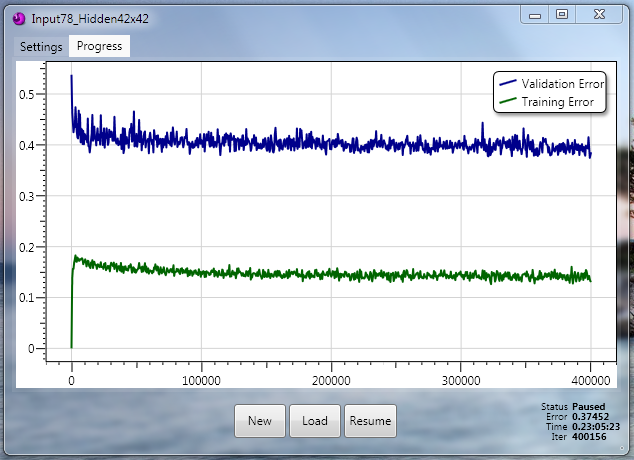 Input78_Hidden42x42
Settings Progress
Validation Error
Training Error
0.5
0.4
0.3
0.2
0.1
0
0 100000 200000 300000 400000
New Load Resume
Status Paused
Error 0.37452
Time 0.23:05:23
Iter 400156